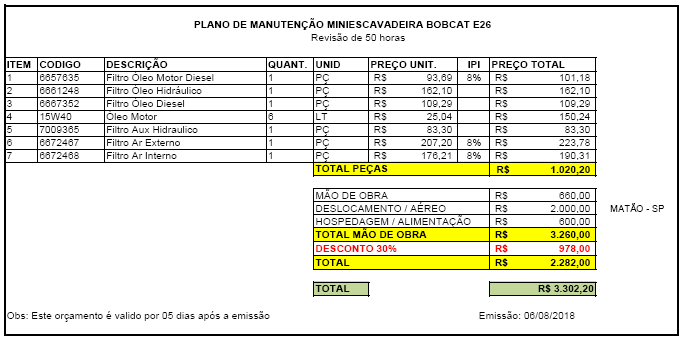 PLANO DE MANUTENÇÃO MINIESCAVADEIRA BOBCAT E26
Revisão de 50 horas
ITEM CODIGO DESCRIÇÃO QUANT. UNID PREÇO UNIT. IPI PREÇO TOTAL
1 6657635 Filtro Óleo Motor Diesel 1 PÇ R$ 93,69 8% R$ 101,18
2 6661248 Filtro Óleo Hidráulico 1 PÇ R$ 162,10 R$ 162,10
3 6667352 Filtro Óleo Diesel 1 PÇ R$ 109,29 R$ 109,29
4 15W40 Óleo Motor 6 LT R$ 25,04 R$ 150,24
5 7009365 Filtro Aux Hidraulico 1 PÇ R$ 83,30 R$ 83,30
6 6672467 Filtro Ar Externo 1 PÇ R$ 207,20 8% R$ 223,78
7 6672468 Filtro Ar Interno 1 PÇ R$ 176,21 8% R$ 190,31
TOTAL PEÇAS R$ 1.020,20
MÃO DE OBRA R$ 660,00
DESLOCAMENTO / AÉREO R$ 2.000,00 MATÃO - SP
HOSPEDAGEM / ALIMENTAÇÃO R$ 600,00
TOTAL MÃO DE OBRA R$ 3.260,00
DESCONTO 30% R$ 978,00
TOTAL R$ 2.282,00
TOTAL R$ 3.302,20
Obs: Este orçamento é valido por 05 dias após a emissão Emissão: 06/08/2018